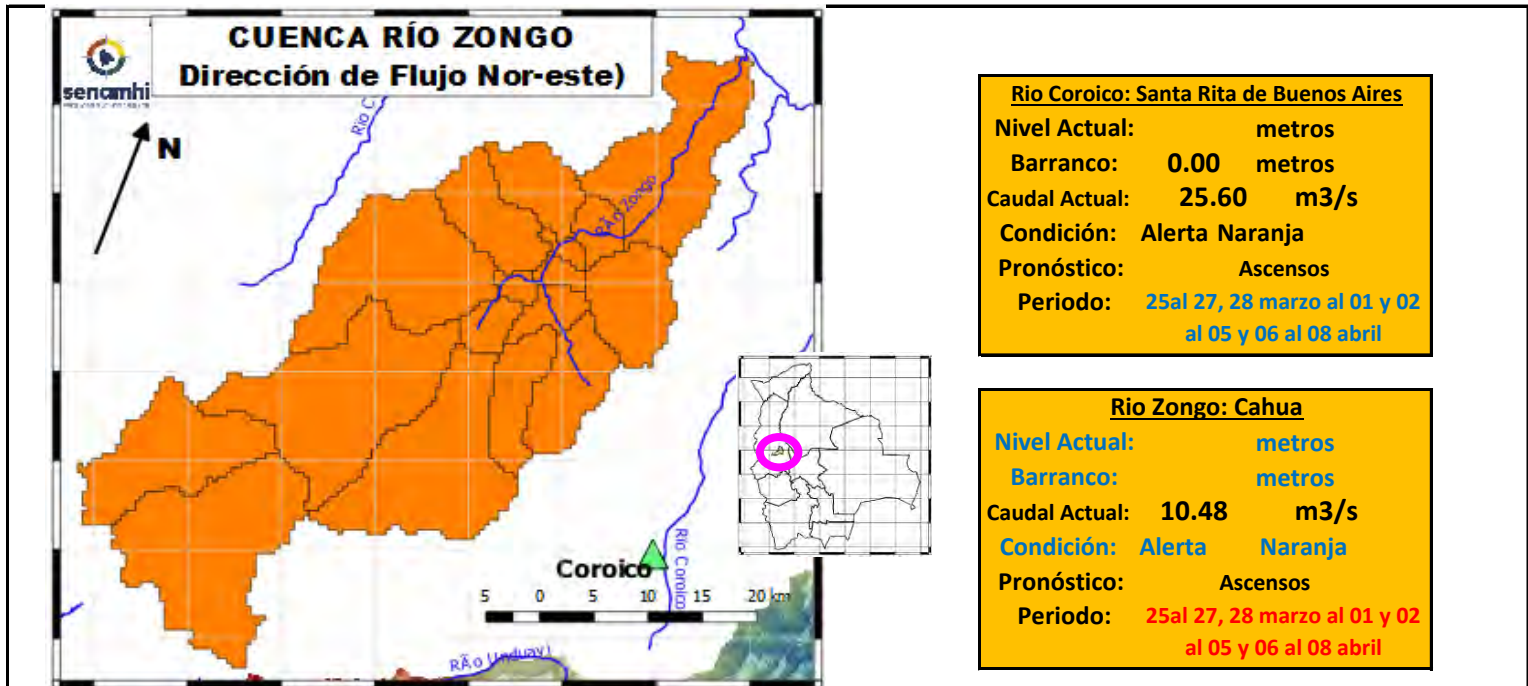 CUENCA RÍO ZONGO
Dirección de Flujo Nor-este)
senamhi
N
Río C
RÃo Zongo
Coroico
Río Coroico
5 0 5 10 15 20 km
RÃo Unduavi
Rio Coroico: Santa Rita de Buenos Aires
Nivel Actual: metros
Barranco: 0.00 metros
Caudal Actual: 25.60 m3/s
Condición: Alerta Naranja
Pronóstico: Ascensos
Periodo: 25al 27, 28 marzo al 01 y 02
al 05 y 06 al 08 abril
Rio Zongo: Cahua
Nivel Actual: metros
Barranco: metros
Caudal Actual: 10.48 m3/s
Condición: Alerta Naranja
Pronóstico: Ascensos
Periodo: 25al 27, 28 marzo al 01 y 02
al 05 y 06 al 08 abril